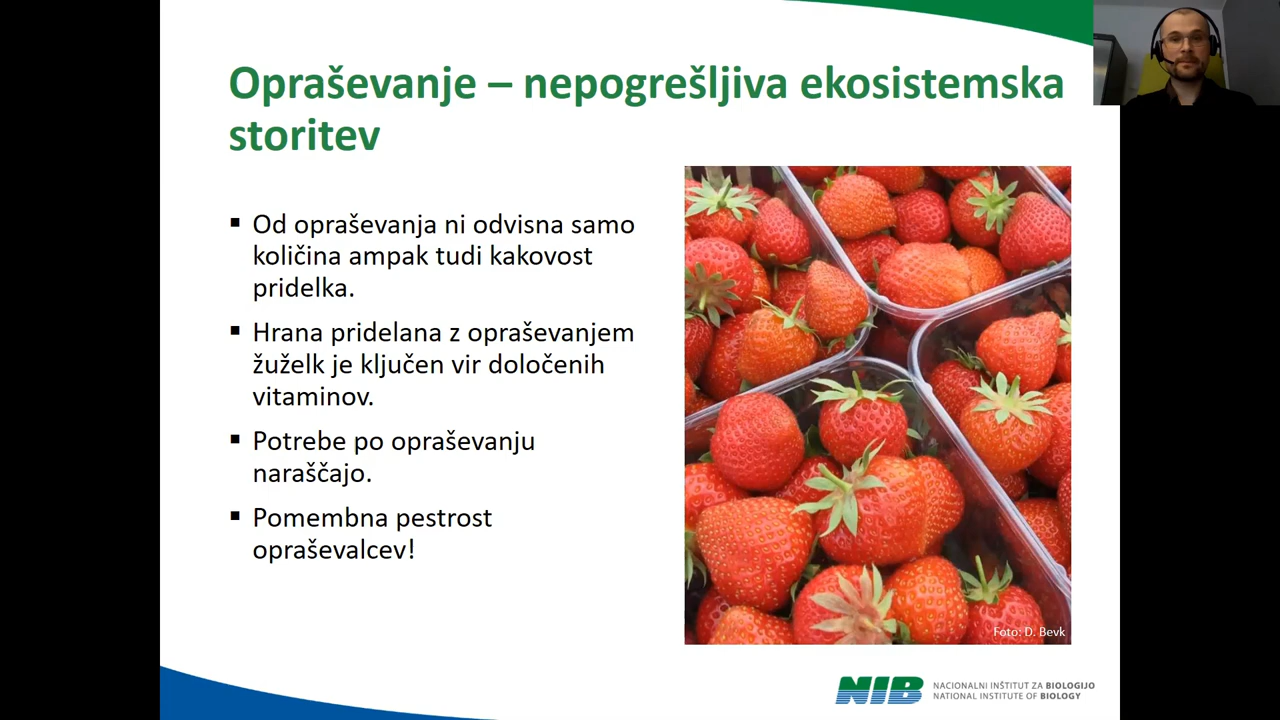 Opraševanje – nepogrešljiva ekosistemska
storitev
▪ Od opraševanja ni odvisna samo
količina ampak tudi kakovost
pridelka.
▪ Hrana pridelana z opraševanjem
žuželk je ključen vir določenih
vitaminov.
▪ Potrebe po opraševanju
naraščajo.
▪ Pomembna pestrost
opraševalcev!
Foto: D. Bevk
NIB
NACIONALNI INŠTITUT ZA BIOLOGIJO
NATIONAL INSTITUTE OF BIOLOGY